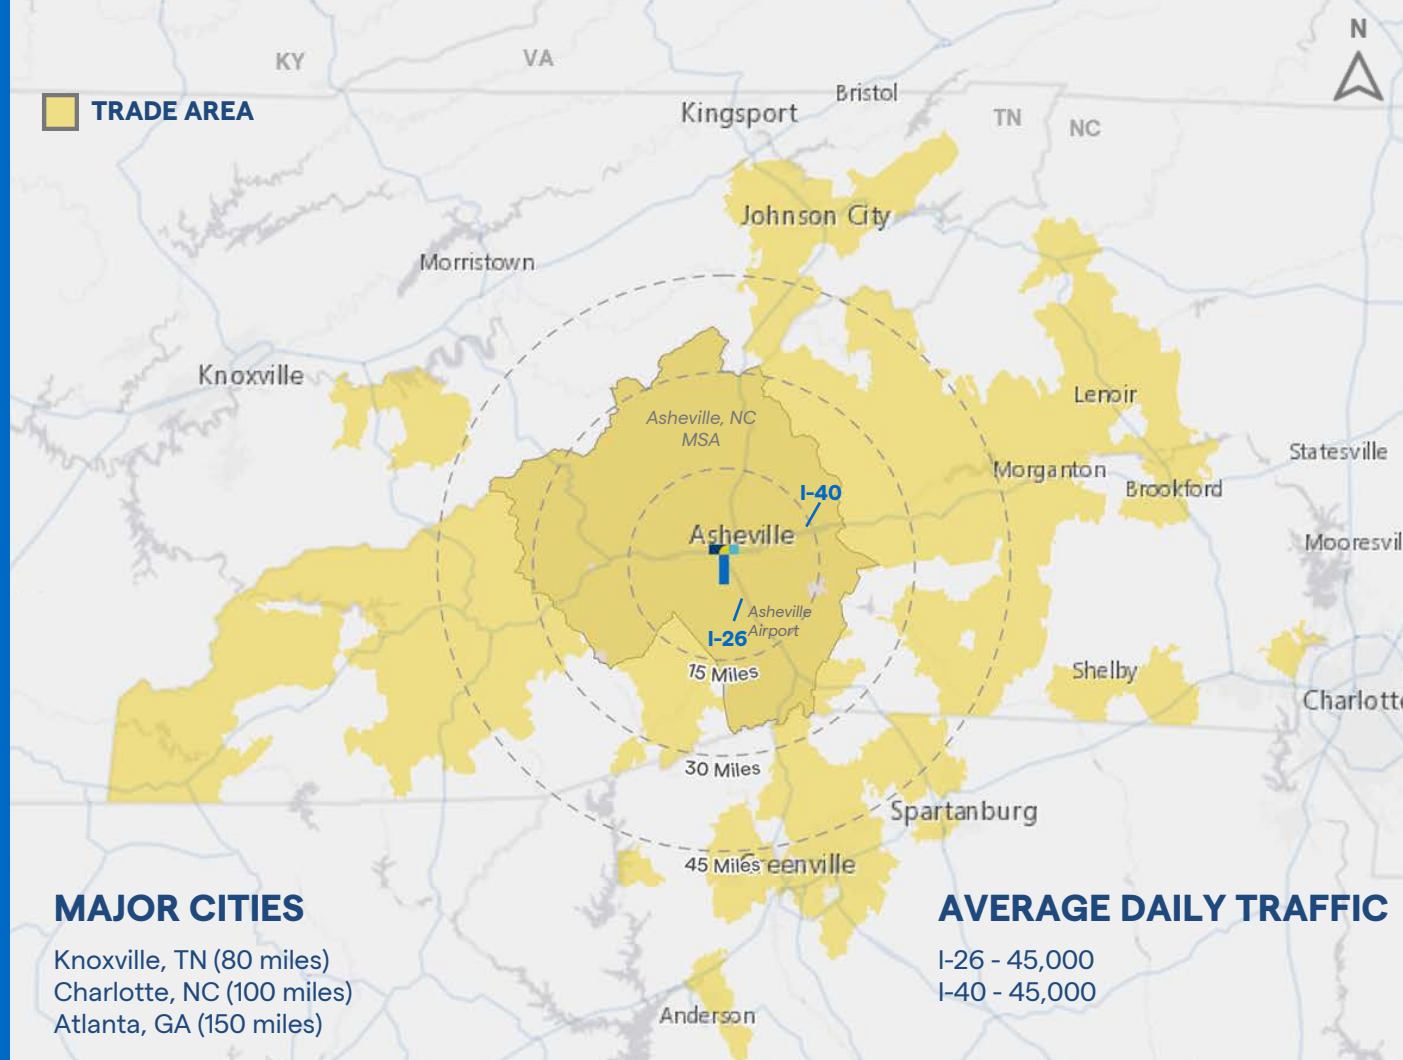 N
KY
VA
TRADE AREA
Bristol
Kingsport
TN
NC
Johnson City
Morristown
Knoxville
Lenoir
Asheville, NC
MSA
Statesville
Morganton
Brookford
I-40
Asheville
Mooresvil
Asheville
Airport
I-26
15 Miles
Shelby
Charlotte
30 Miles
Spartanburg
45 Miles
Greenville
MAJOR CITIES
Knoxville, TN (80 miles)
Charlotte, NC (100 miles)
Atlanta, GA (150 miles)
AVERAGE DAILY TRAFFIC
I-26 - 45,000
I-40 - 45,000
Anderson